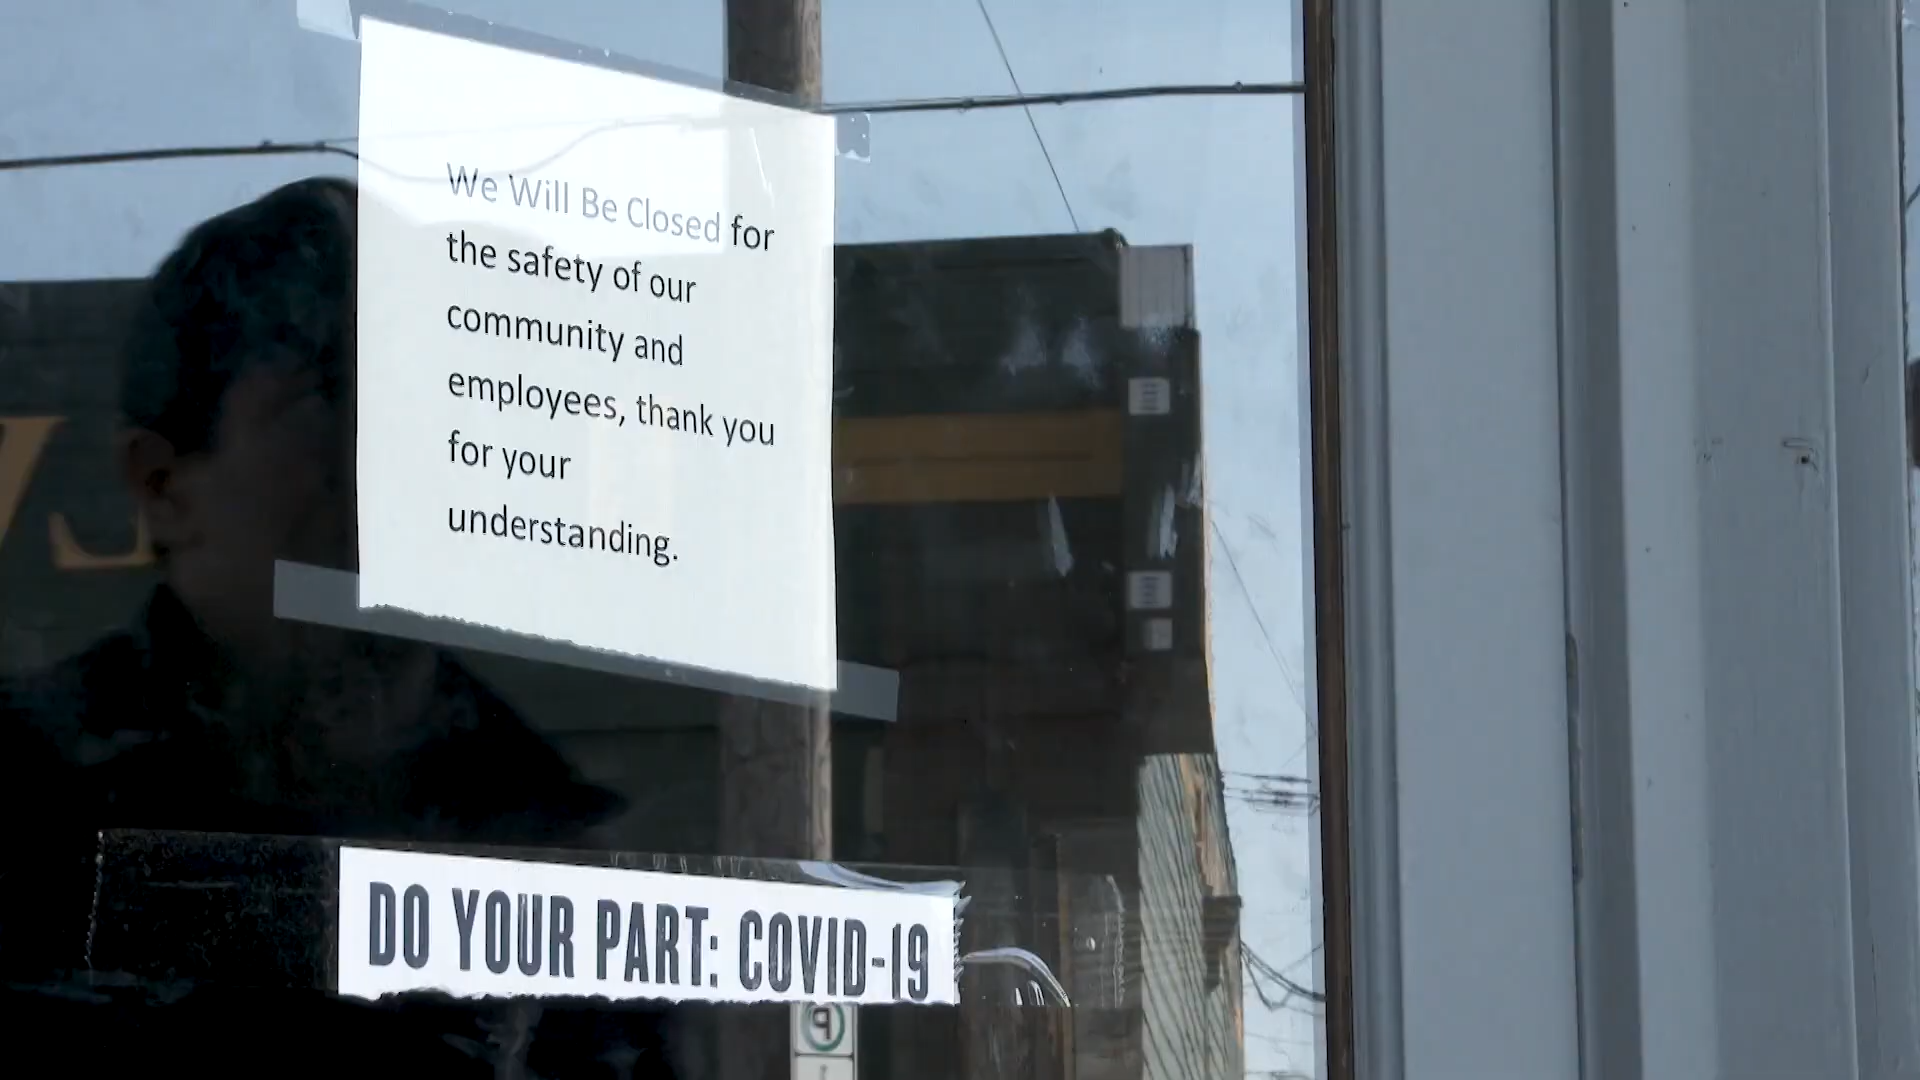 We Will Be Closed for
the safety of our
community and
employees, thank you
for your
understanding.
DO YOUR PART: COVID-19
P